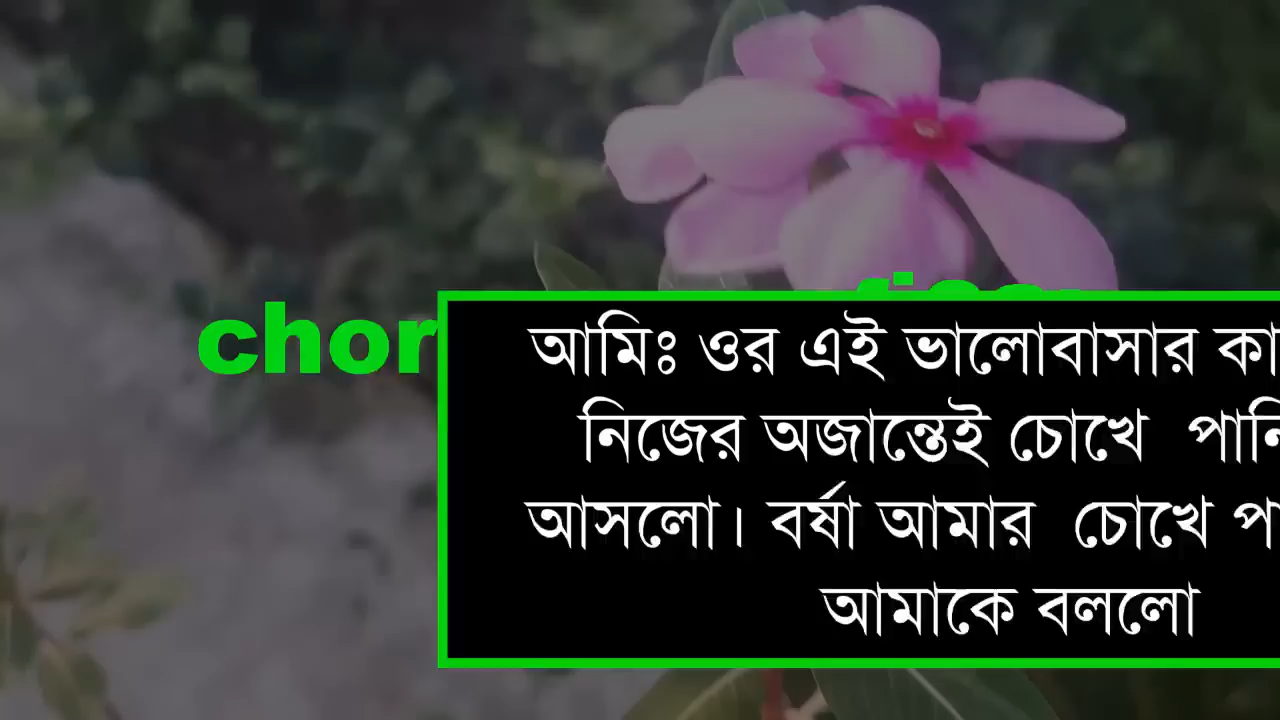 chor
আমিঃ ওর এই ভালোবাসার
নিজের অজান্তেই চোখে
আসলো। বর্ষা আমার চোখে
আমাকে বললো